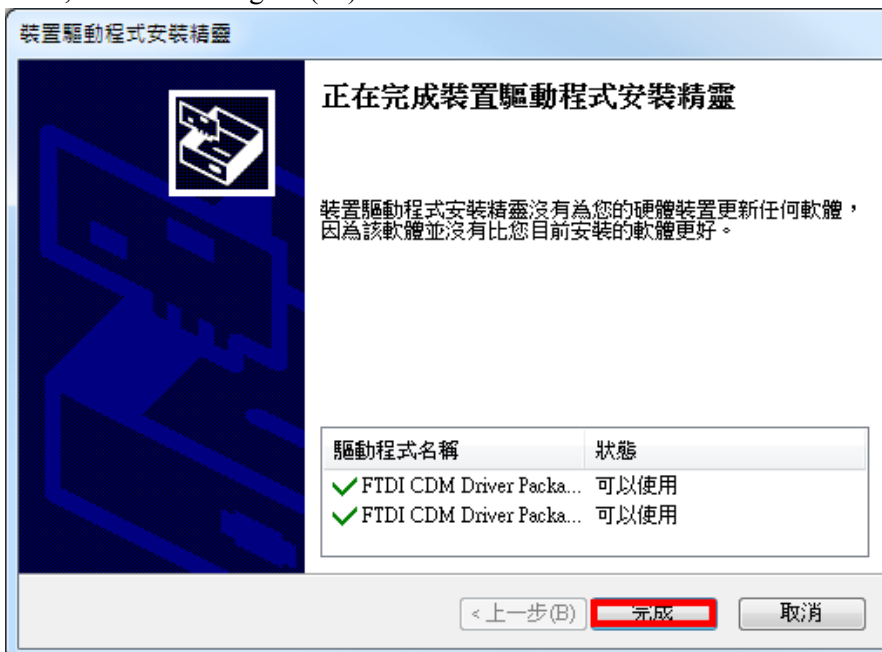 裝置驅動程式安裝精靈
正在完成裝置驅動程式安裝精靈
裝置驅動程式安裝精靈沒有為您的硬體裝置更新任何軟體，
因為該軟體並沒有比您目前安裝的軟體更好。
驅動程式名稱 狀態
FTDI CDM Driver Packa... 可以使用
FTDI CDM Driver Packa... 可以使用
<上一步(B) 完成 取消